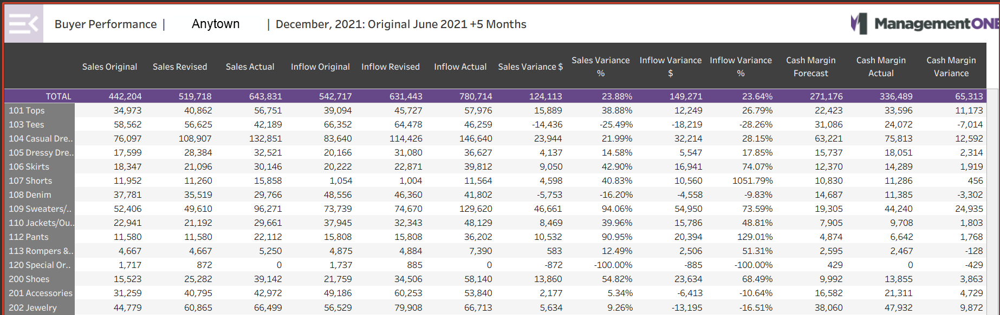 Buyer Performance | Anytown | December, 2021: Original June 2021 +5 Months ManagementONE
Sales Original Sales Revised Sales Actual Inflow Original Inflow Revised Inflow Actual Sales Variance $ Sales Variance % Inflow Variance $ Inflow Variance % Cash Margin Forecast Cash Margin Actual Cash Margin Variance
TOTAL 442,204 519,718 643,831 542,717 631,443 780,714 124,113 23.88% 149,271 23.64% 271,176 336,489 65,313
101 Tops 34,973 40,862 56,751 39,094 45,727 57,976 15,889 38.88% 12,249 26.79% 22,423 33,596 11,173
103 Tees 58,562 56,625 42,189 66,352 64,478 46,259 -14,436 -25.49% -18,219 -28.26% 31,086 24,072 -7,014
104 Casual Dre.. 76,097 108,907 132,851 83,640 114,426 146,640 23,944 21.99% 32,214 28.15% 63,221 75,813 12,592
105 Dressy Dre.. 17,599 28,384 32,521 20,166 31,080 36,627 4,137 14.58% 5,547 17.85% 15,737 18,051 2,314
106 Skirts 18,347 21,096 30,146 20,222 22,871 39,812 9,050 42.90% 16,941 74.07% 12,370 14,289 1,919
107 Shorts 11,952 11,260 15,858 1,054 1,004 11,564 4,598 40.83% 10,560 1051.79% 10,830 11,286 456
108 Denim 37,781 35,519 29,766 48,556 46,360 41,802 -5,753 -16.20% -4,558 -9.83% 14,687 11,385 -3,302
109 Sweaters/.. 52,406 49,610 96,271 73,739 74,670 129,620 46,661 94.06% 54,950 73.59% 19,305 44,240 24,935
110 Jackets/Ou.. 22,941 21,192 29,661 37,945 32,343 48,129 8,469 39.96% 15,786 48.81% 7,905 9,708 1,803
112 Pants 11,580 11,580 22,112 15,808 15,808 36,202 10,532 90.95% 20,394 129.01% 4,874 6,642 1,768
113 Rompers &.. 4,667 4,667 5,250 4,875 4,884 7,390 583 12.49% 2,506 51.31% 2,595 2,467 -128
120 Special Or.. 1,717 872 0 1,737 885 0 -872 -100.00% -885 -100.00% 429 0 -429
200 Shoes 15,523 25,282 39,142 21,759 34,506 58,140 13,860 54.82% 23,634 68.49% 9,992 13,855 3,863
201 Accessories 31,259 40,795 42,972 49,186 60,253 53,840 2,177 5.34% -6,413 -10.64% 16,582 21,311 4,729
202 Jewelry 44,779 60,865 66,499 56,529 79,908 66,713 5,634 9.26% -13,195 -16.51% 38,060 47,932 9,872